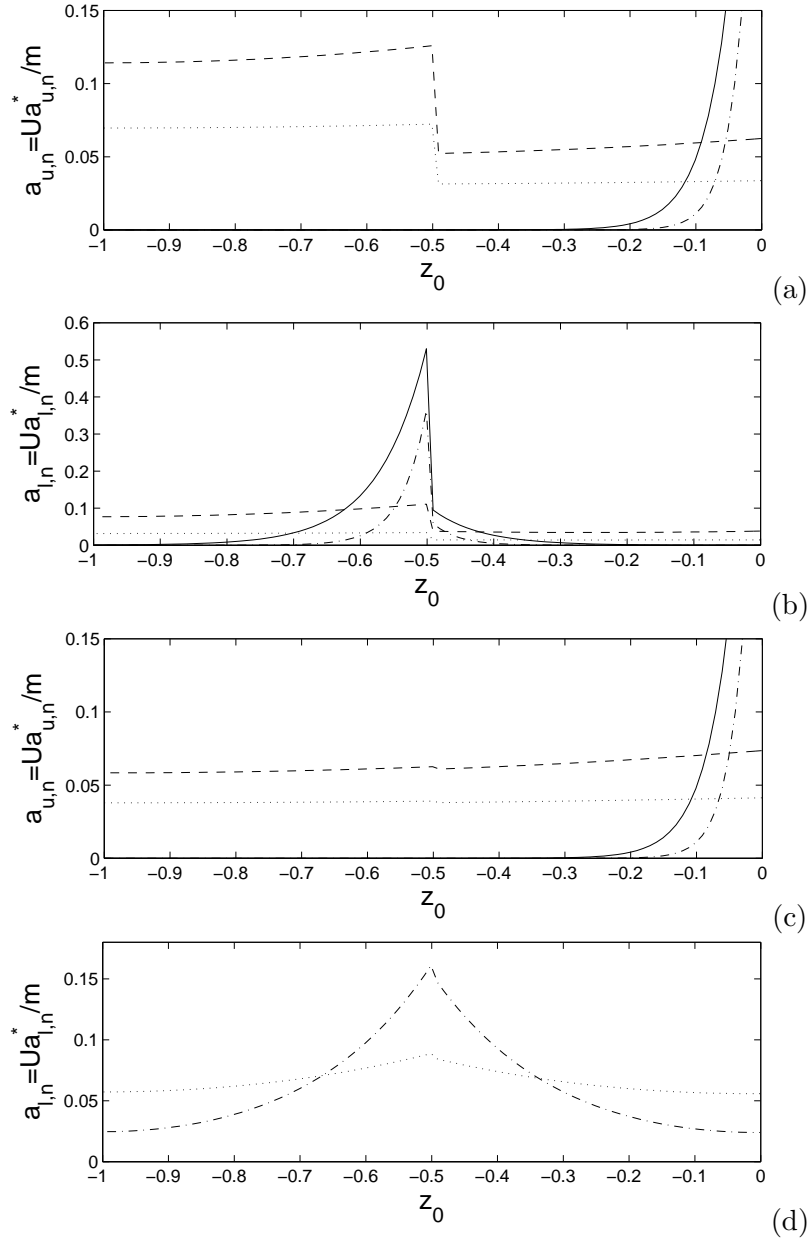 0.15
0.1
0.05
0
a_{u,n}=Ua^*_{u,n}/m
−1 −0.9 −0.8 −0.7 −0.6 −0.5 −0.4 −0.3 −0.2 −0.1 0
z_0
(a)
0.6
0.5
0.4
0.3
0.2
0.1
0
a_{l,n}=Ua^*_{l,n}/m
−1 −0.9 −0.8 −0.7 −0.6 −0.5 −0.4 −0.3 −0.2 −0.1 0
z_0
(b)
0.15
0.1
0.05
0
a_{u,n}=Ua^*_{u,n}/m
−1 −0.9 −0.8 −0.7 −0.6 −0.5 −0.4 −0.3 −0.2 −0.1 0
z_0
(c)
0.15
0.1
0.05
0
a_{l,n}=Ua^*_{l,n}/m
−1 −0.9 −0.8 −0.7 −0.6 −0.5 −0.4 −0.3 −0.2 −0.1 0
z_0
(d)